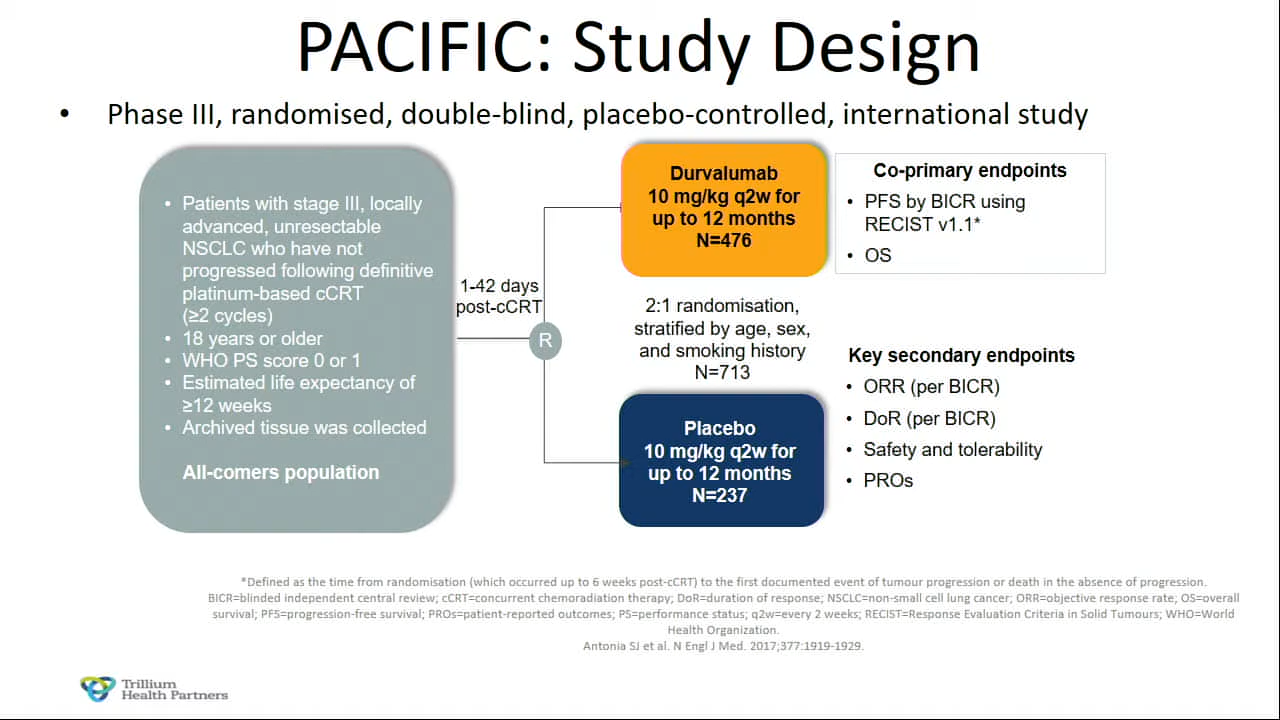 PACIFIC: Study Design
• Phase III, randomised, double-blind, placebo-controlled, international study
• Patients with stage III, locally
advanced, unresectable
NSCLC who have not
progressed following definitive
platinum-based cCRT
(≥2 cycles)
• 18 years or older
• WHO PS score 0 or 1
• Estimated life expectancy of
≥12 weeks
• Archived tissue was collected
All-comers population
1-42 days
post-cCRT
R
Durvalumab
10 mg/kg q2w for
up to 12 months
N=476
2:1 randomisation,
stratified by age, sex,
and smoking history
N=713
Placebo
10 mg/kg q2w for
up to 12 months
N=237
Co-primary endpoints
• PFS by BICR using
RECIST v1.1*
• OS
Key secondary endpoints
• ORR (per BICR)
• DoR (per BICR)
• Safety and tolerability
• PROs
*Defined as the time from randomisation (which occurred up to 6 weeks post-cCRT) to the first documented event of tumour progression or death in the absence of progression.
BICR=blinded independent central review; cCRT=concurrent chemoradiation therapy; DoR=duration of response; NSCLC=non-small cell lung cancer; ORR=objective response rate; OS=overall
survival; PFS=progression-free survival; PROs=patient-reported outcomes; PS=performance status; q2w=every 2 weeks; RECIST=Response Evaluation Criteria in Solid Tumours; WHO=World
Health Organization.
Antonia SJ et al. N Engl J Med. 2017;377:1919-1929.
Trillium
Health Partners